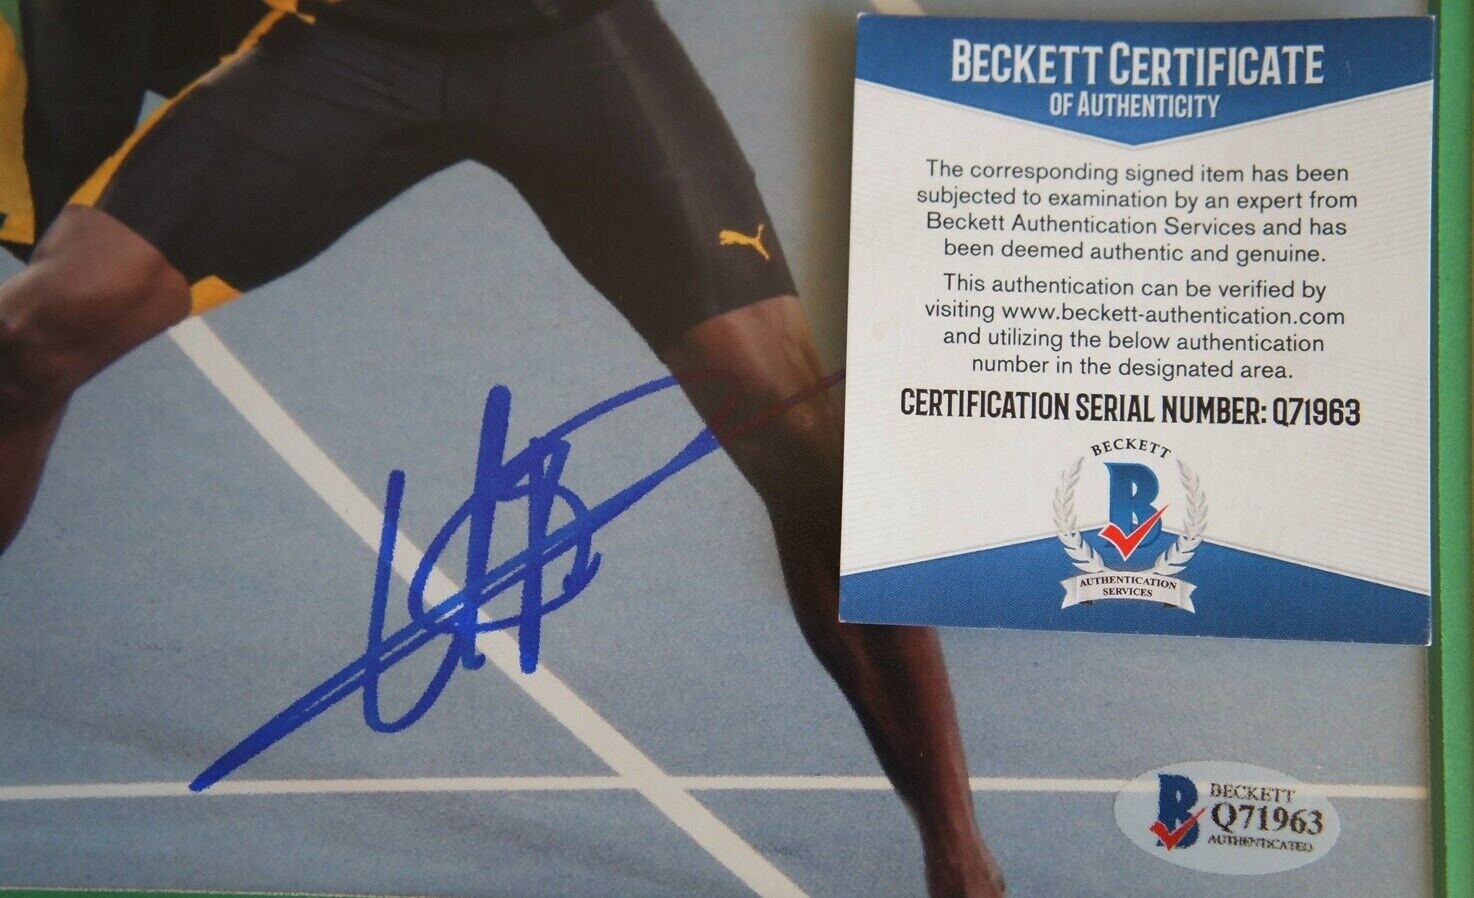 BECKETT CERTIFICATE
OF AUTHENTICITY
The corresponding signed item has been
subjected to examination by an expert from
Beckett Authentication Services and has
been deemed authentic and genuine.
This authentication can be verified by
visiting www.beckett-authentication.com
and utilizing the below authentication
number in the designated area.
CERTIFICATION SERIAL NUMBER: Q71963
BECKETT
B
AUTHENTICATION
SERVICES
B
BECKETT
Q71963
AUTHENTICATED